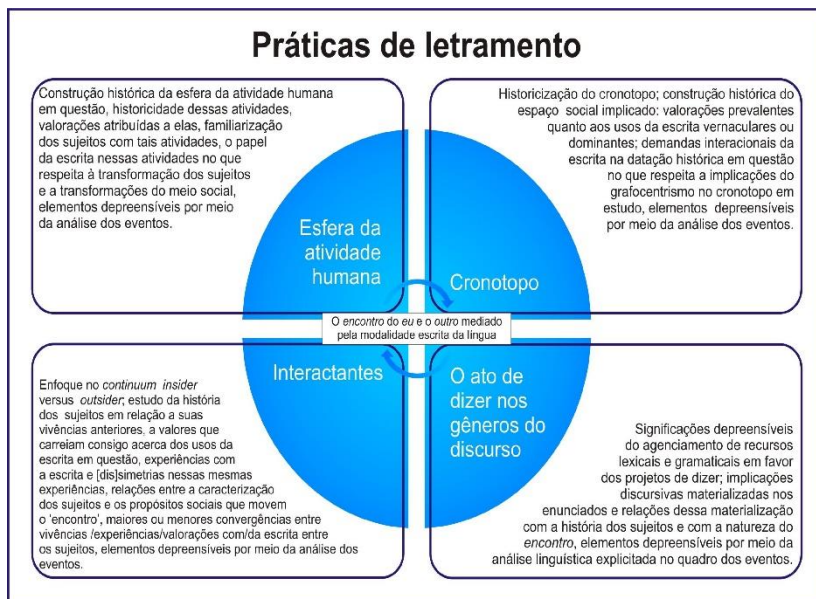 Práticas de letramento
Construção histórica da esfera da atividade humana
em questão, historicidade dessas atividades,
valorações atribuídas a elas, familiarização
dos sujeitos com tais atividades, o papel
da escrita nessas atividades no que
respeita à transformação dos sujeitos
e a transformações do meio social,
elementos depreensíveis por meio
da análise dos eventos.
Esfera da
atividade
humana
Historicização do cronotopo; construção histórica do
espaço social implicado: valorações prevalentes
quanto aos usos da escrita vernaculares ou
dominantes; demandas interacionais da
escrita na datação histórica em questão
no que respeita a implicações do
grafocentrismo no cronotopo em
estudo, elementos depreensíveis
por meio da análise dos eventos.
Cronotopo
O encontro do eu e o outro mediado
pela modalidade escrita da língua
Interactantes
Enfoque no continuum insider
versus outsider; estudo da história
dos sujeitos em relação a suas
vivências anteriores, a valores que
carreiam consigo acerca dos usos da
escrita em questão, experiências com
a escrita e [dis]simetrias nessas mesmas
experiências, relações entre a caracterização
dos sujeitos e os propósitos sociais que movem
o 'encontro', maiores ou menores convergências entre
vivências /experiências/valorações com/da escrita entre
os sujeitos, elementos depreensíveis por meio da análise dos
eventos.
O ato de
dizer nos
gêneros do
discurso
Significações depreensíveis
do agenciamento de recursos
lexicais e gramaticais em favor
dos projetos de dizer; implicações
discursivas materializadas nos
enunciados e relações dessa materialização
com a história dos sujeitos e com a natureza do
encontro, elementos depreensíveis por meio da
análise linguística explicitada no quadro dos eventos.